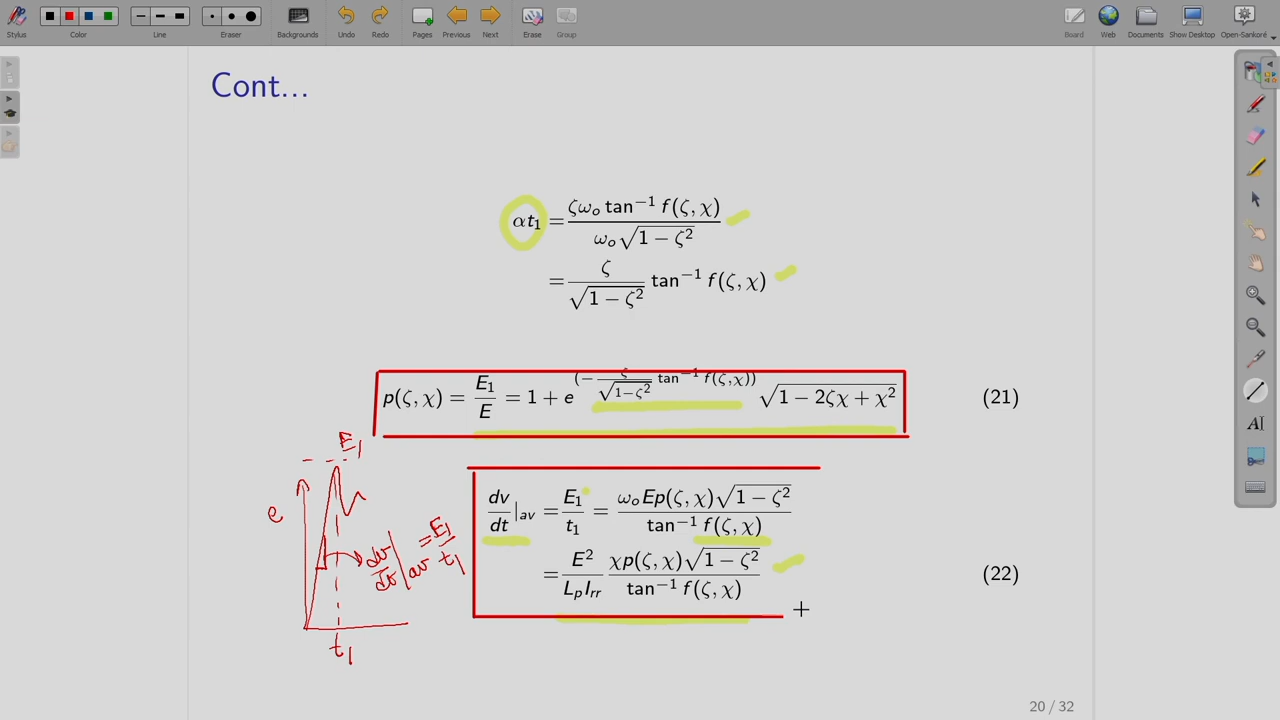 Stylus
Color
Line
Eraser
Backgrounds
Undo
Redo
Pages
Previous
Next
Erase
Group
Board
Web
Documents
Show Desktop
Open-Sankoré
Cont...
αt₁ = ζω₀ tan⁻¹ f(ζ, χ) / ω₀√(1 − ζ²)
= ζ / √(1 − ζ²) tan⁻¹ f(ζ, χ)
p(ζ, χ) = E₁/E = 1 + e^(− ζ/√(1−ζ²) tan⁻¹ f(ζ,χ)) √(1 − 2ζχ + χ²) (21)
dv/dt |av = E₁/t₁ = ω₀Ep(ζ, χ)√(1 − ζ²) / tan⁻¹ f(ζ, χ)
= E²/LpIrr χp(ζ, χ)√(1 − ζ²) / tan⁻¹ f(ζ, χ) (22)
E₁
e
dv/dt |av = E₁/t₁
t₁
20 / 32
AI